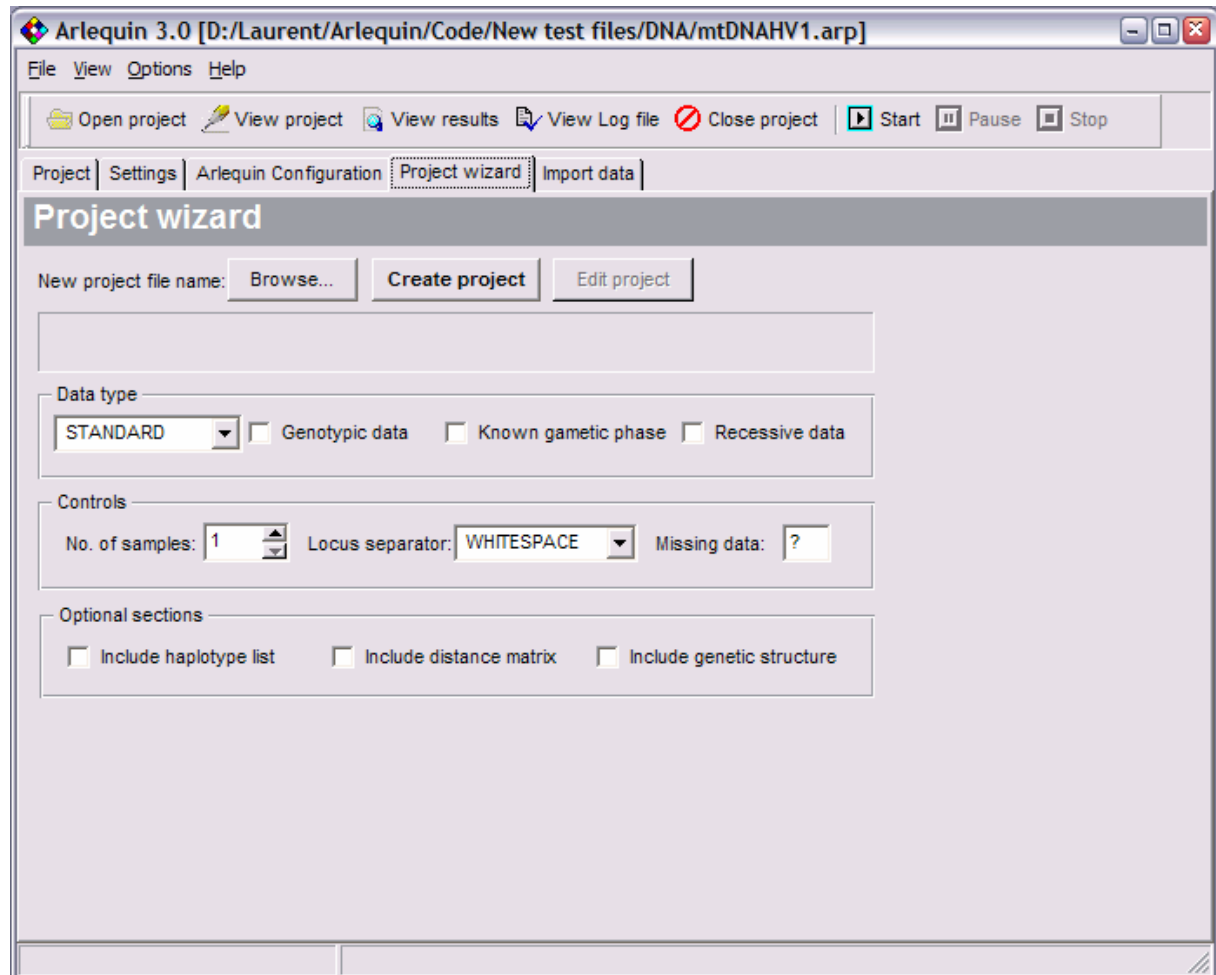 Arlequin 3.0 [D:/Laurent/Arlequin/Code/New test files/DNA/mtDNAHV1.arp]
File View Options Help
Open project View project View results View Log file Close project Start Pause Stop
Project Settings Arlequin Configuration Project wizard Import data
Project wizard
New project file name: Browse... Create project Edit project
Data type
STANDARD Genotypic data Known gametic phase Recessive data
Controls
No. of samples: 1 Locus separator: WHITESPACE Missing data: ?
Optional sections
Include haplotype list Include distance matrix Include genetic structure